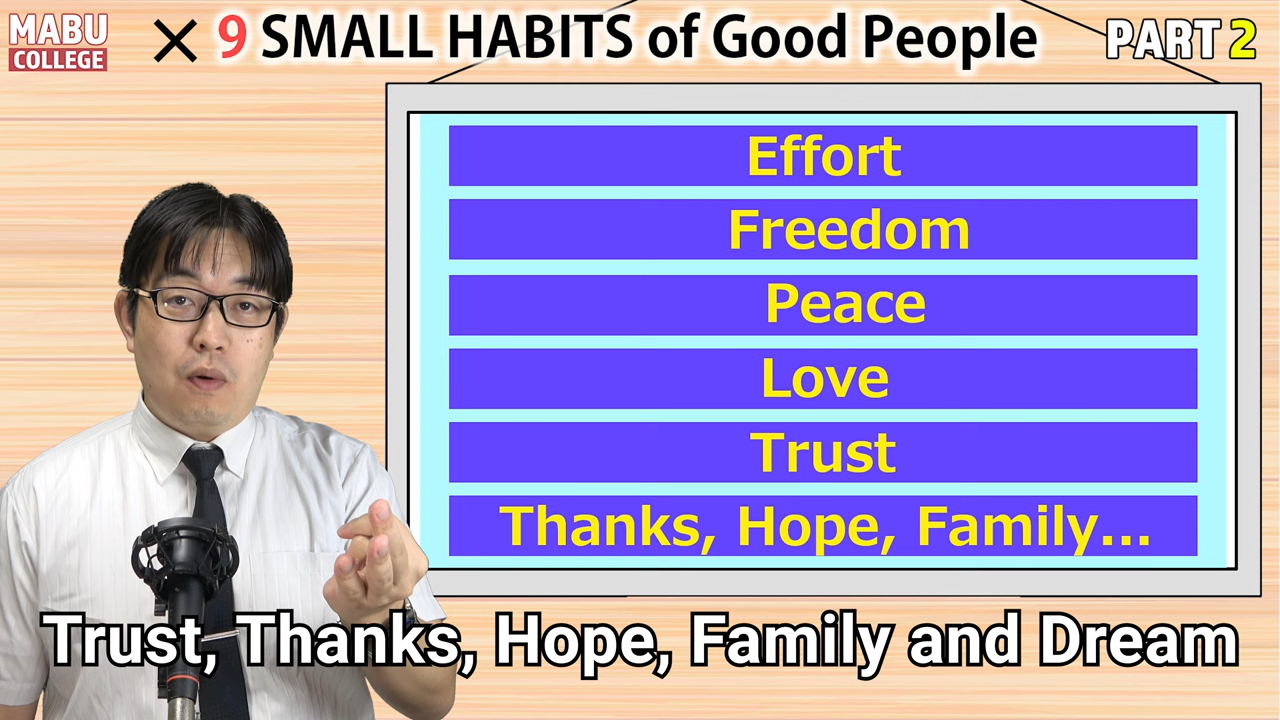 MABU
COLLEGE
× 9 SMALL HABITS of Good People
PART 2
Effort
Freedom
Peace
Love
Trust
Thanks, Hope, Family...
Trust, Thanks, Hope, Family and Dream